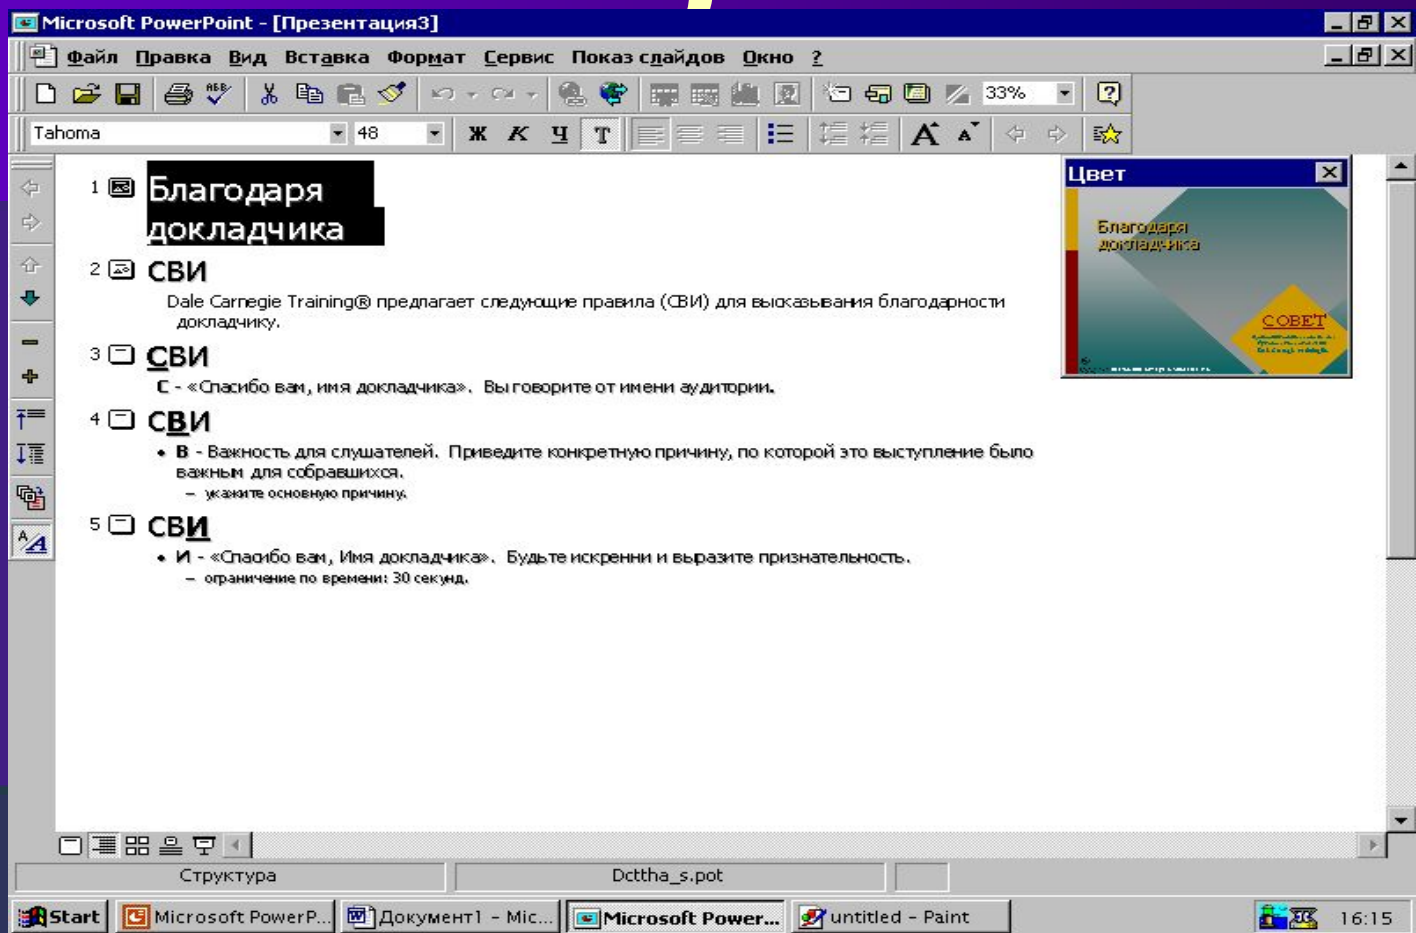 Microsoft PowerPoint - [Презентация3]
Файл Правка Вид Вставка Формат Сервис Показ слайдов Окно ?
33%
Tahoma 48 Ж К Ч Т
1 Благодаря
докладчика
2 СВИ
Dale Carnegie Training® предлагает следующие правила (СВИ) для высказывания благодарности
докладчику.
3 СВИ
С - «Спасибо вам, имя докладчика». Вы говорите от имени аудитории.
4 СВИ
• В - Важность для слушателей. Приведите конкретную причину, по которой это выступление было
важным для собравшихся.
– укажите основную причину.
5 СВИ
• И - «Спасибо вам, Имя докладчика». Будьте искренни и выразите признательность.
– ограничение по времени: 30 секунд.
Цвет
Благодаря
докладчика
СОВЕТ
Структура Dcttha_s.pot
Start Microsoft PowerP... Документ1 - Mic... Microsoft Power... untitled - Paint 16:15